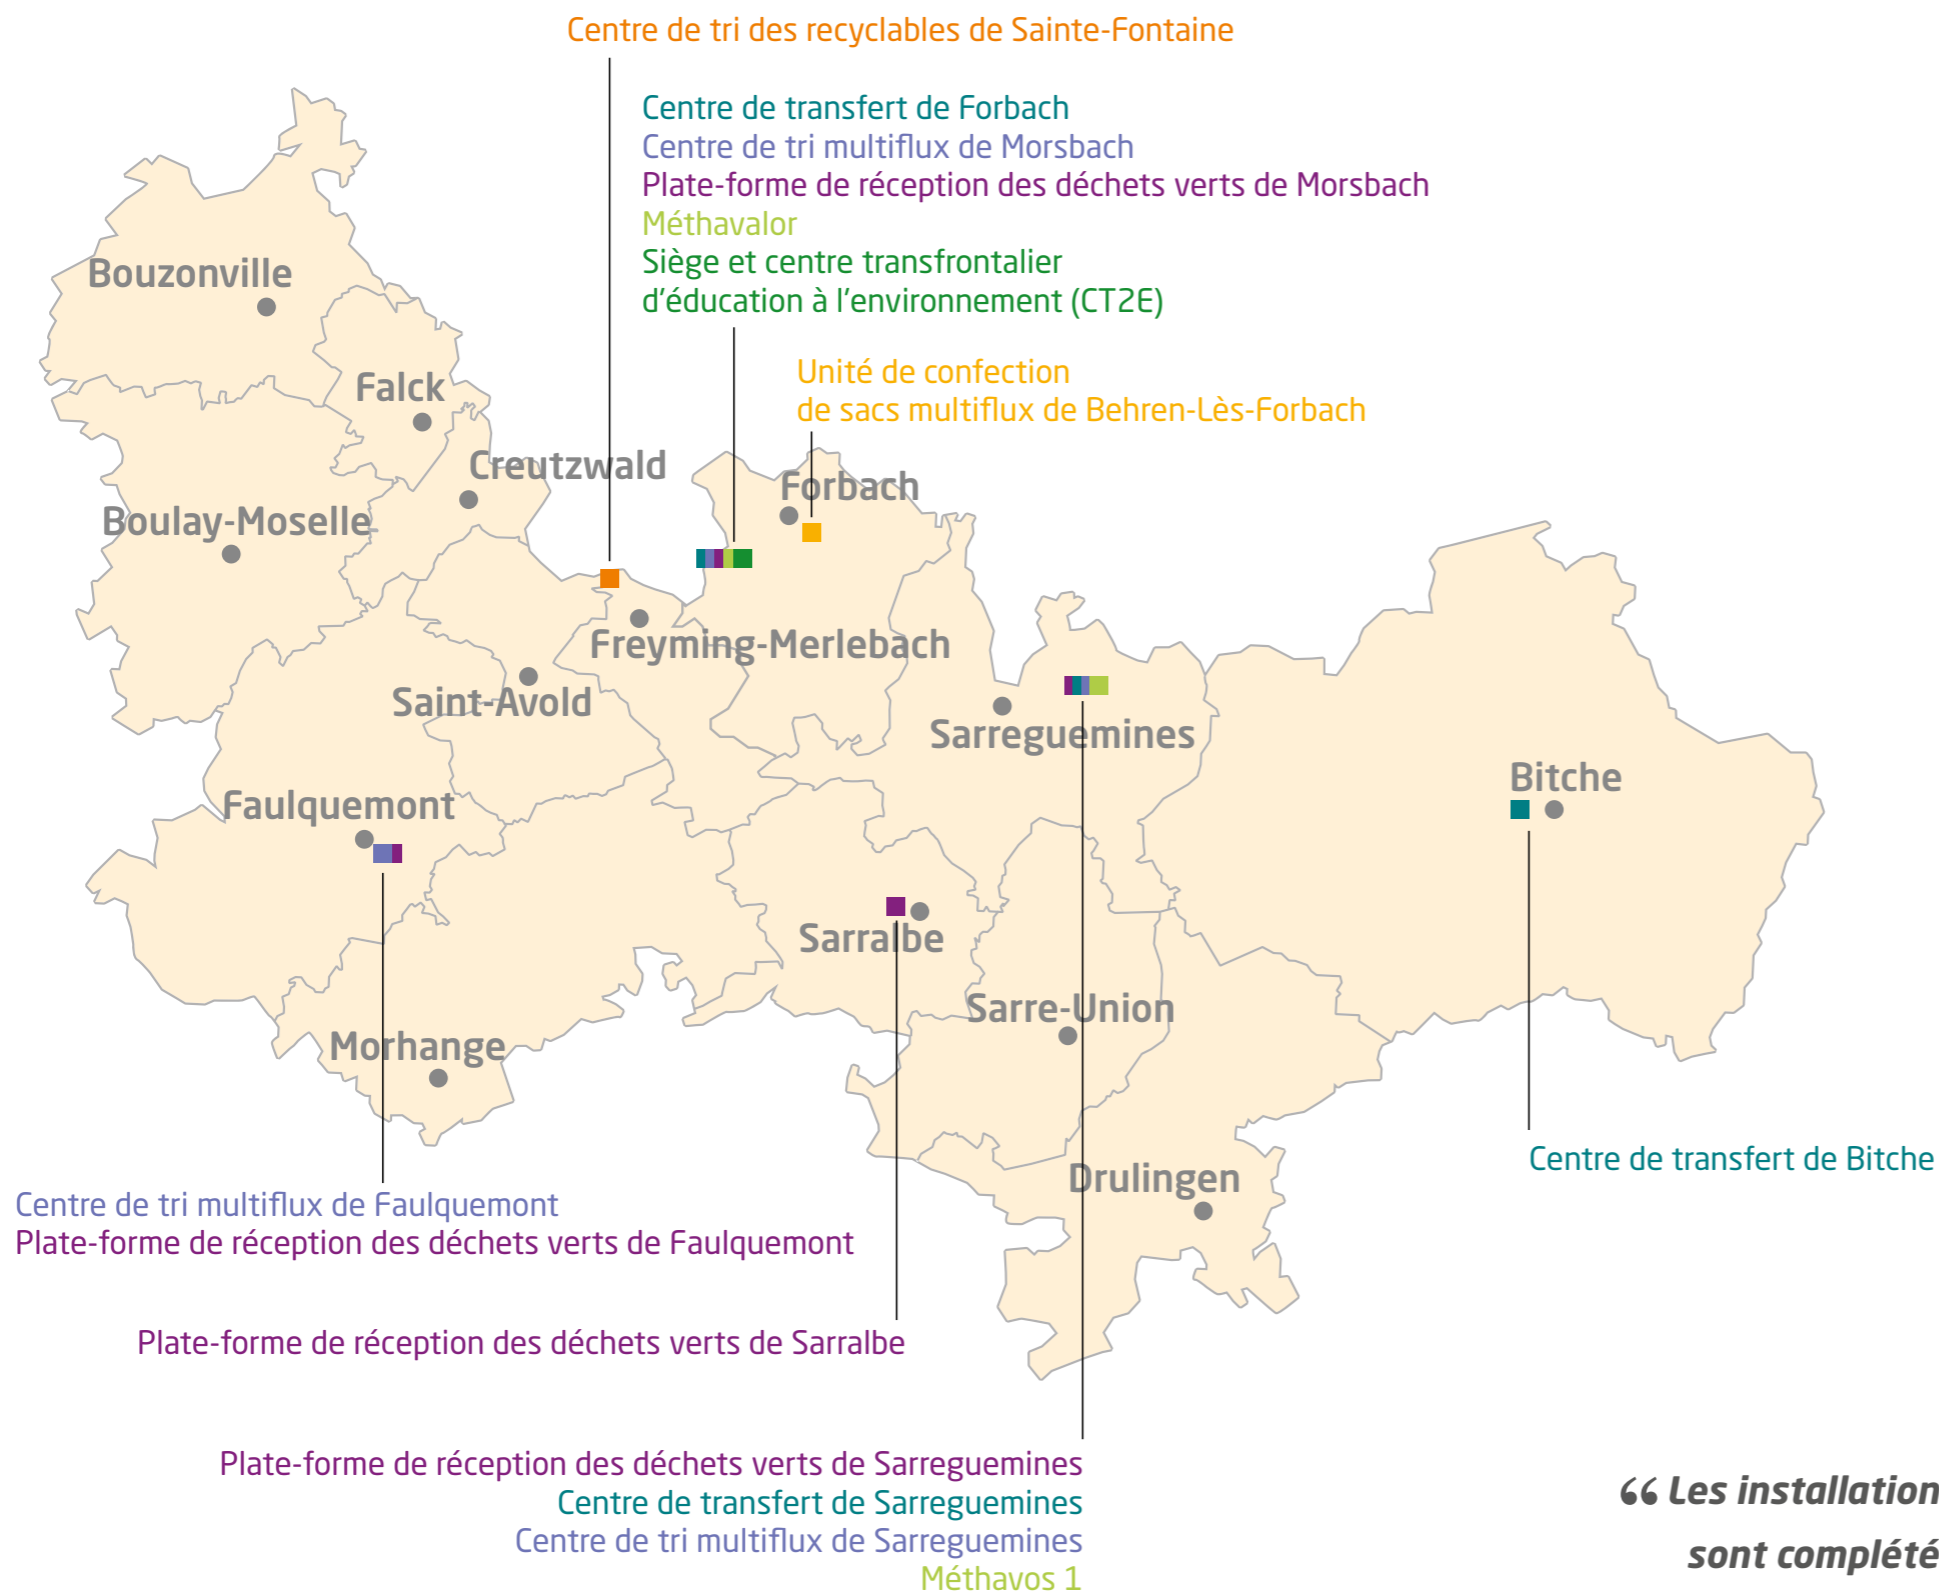 Centre de tri des recyclables de Sainte-Fontaine
Centre de transfert de Forbach
Centre de tri multiflux de Morsbach
Plate-forme de réception des déchets verts de Morsbach
Méthavalor
Siège et centre transfrontalier
d'éducation à l'environnement (CT2E)
Unité de confection
de sacs multiflux de Behren-Lès-Forbach
Bouzonville
Falck
Creutzwald
Forbach
Boulay-Moselle
Freyming-Merlebach
Saint-Avold
Sarreguemines
Bitche
Faulquemont
Sarralbe
Sarre-Union
Morhange
Drulingen
Centre de transfert de Bitche
Centre de tri multiflux de Faulquemont
Plate-forme de réception des déchets verts de Faulquemont
Plate-forme de réception des déchets verts de Sarralbe
Plate-forme de réception des déchets verts de Sarreguemines
Centre de transfert de Sarreguemines
Centre de tri multiflux de Sarreguemines
Méthavos 1
“ Les installation
sont complété